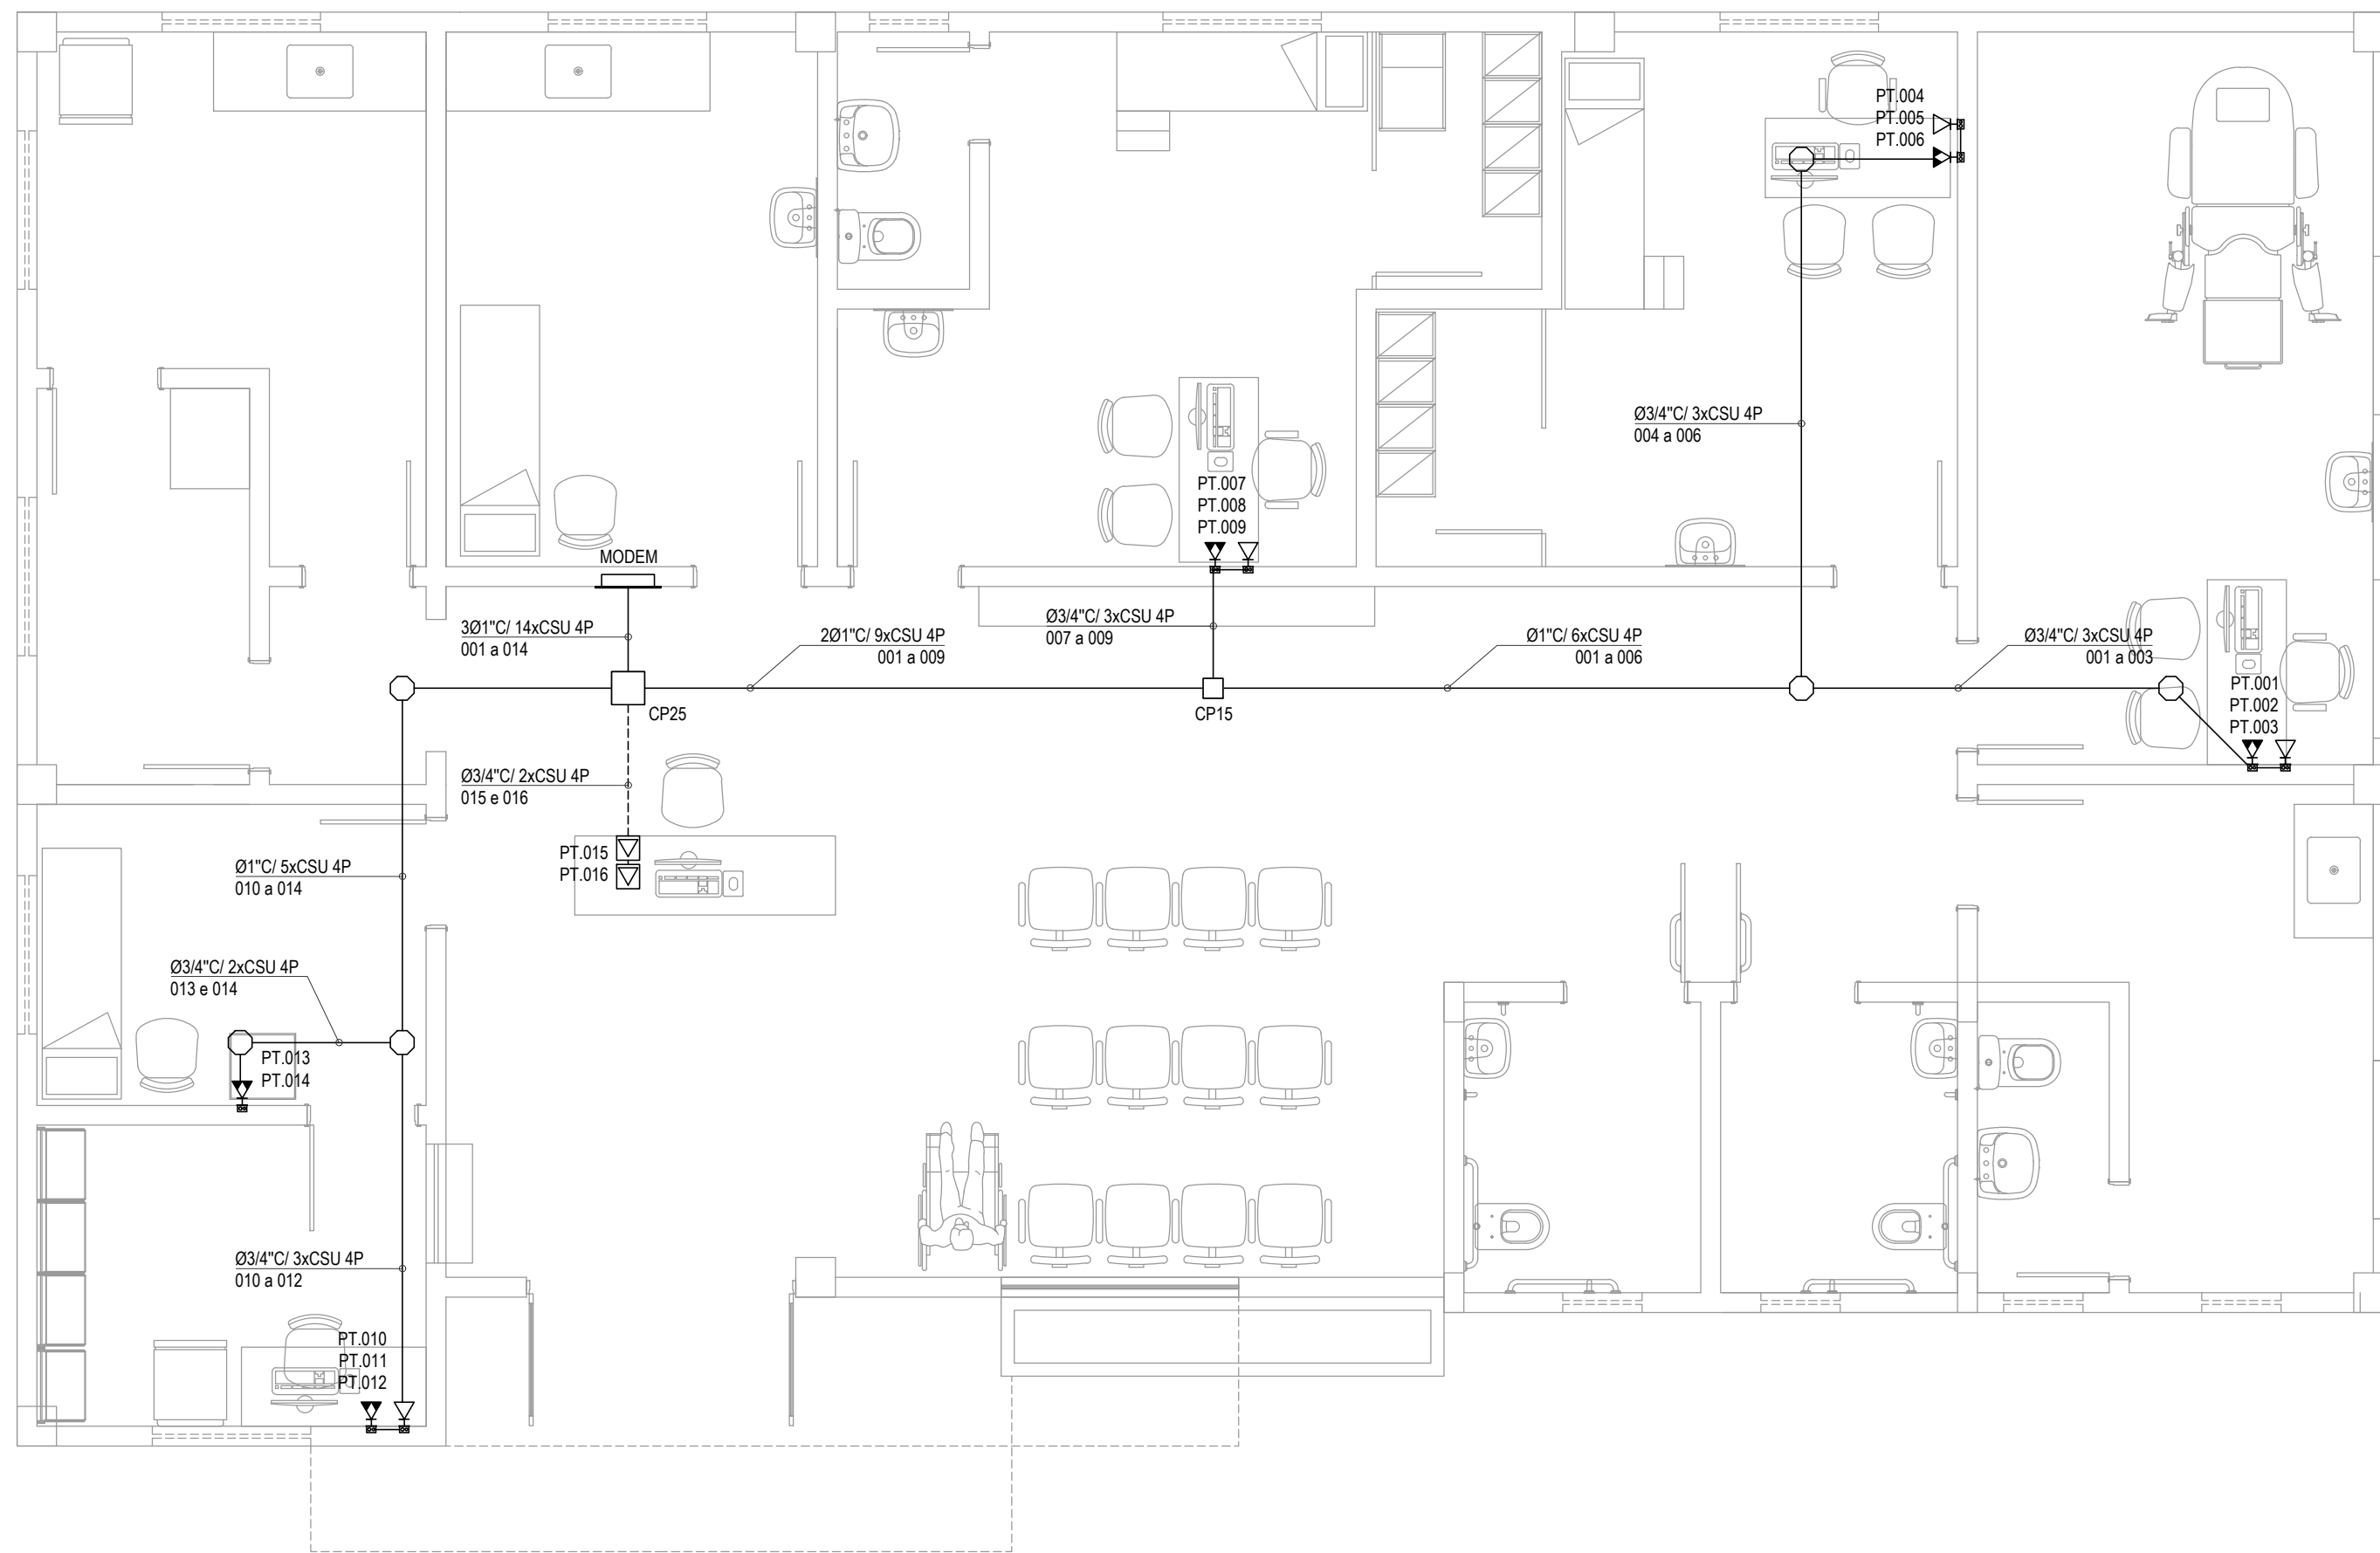 PT.004
PT.005
PT.006
Ø3/4"C/ 3xCSU 4P
004 a 006
PT.007
PT.008
PT.009
MODEM
3Ø1"C/ 14xCSU 4P
001 a 014
2Ø1"C/ 9xCSU 4P
001 a 009
Ø3/4"C/ 3xCSU 4P
007 a 009
Ø1"C/ 6xCSU 4P
001 a 006
Ø3/4"C/ 3xCSU 4P
001 a 003
PT.001
PT.002
PT.003
CP25
CP15
Ø3/4"C/ 2xCSU 4P
015 e 016
PT.015
PT.016
Ø1"C/ 5xCSU 4P
010 a 014
Ø3/4"C/ 2xCSU 4P
013 e 014
PT.013
PT.014
Ø3/4"C/ 3xCSU 4P
010 a 012
PT.010
PT.011
PT.012